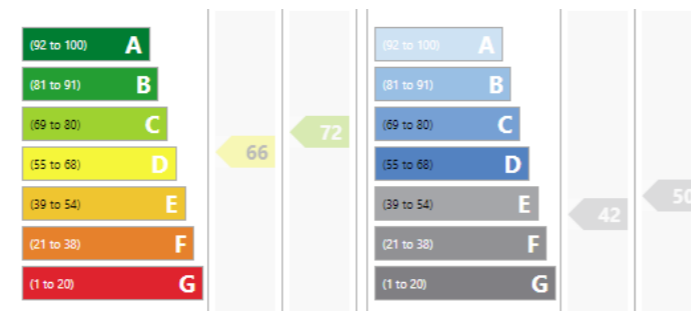 (92 to 100) A
(81 to 91) B
(69 to 80) C
(55 to 68) D
(39 to 54) E
(21 to 38) F
(1 to 20) G
66
72
(92 to 100) A
(81 to 91) B
(69 to 80) C
(55 to 68) D
(39 to 54) E
(21 to 38) F
(1 to 20) G
42
50